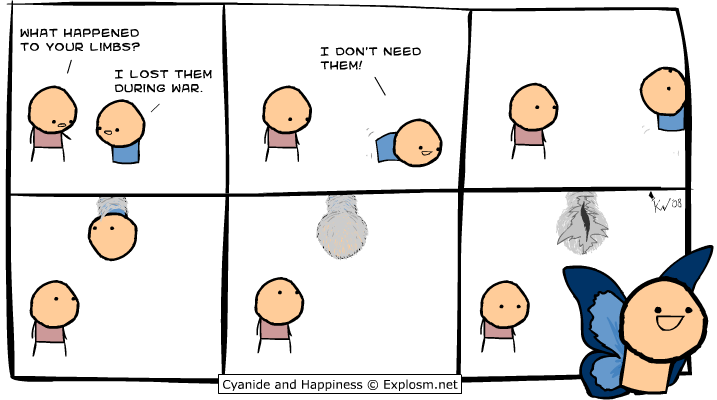 WHAT HAPPENED
TO YOUR LIMBS?
I LOST THEM
DURING WAR.
I DON'T NEED
THEM!
KW '08
Cyanide and Happiness © Explosm.net